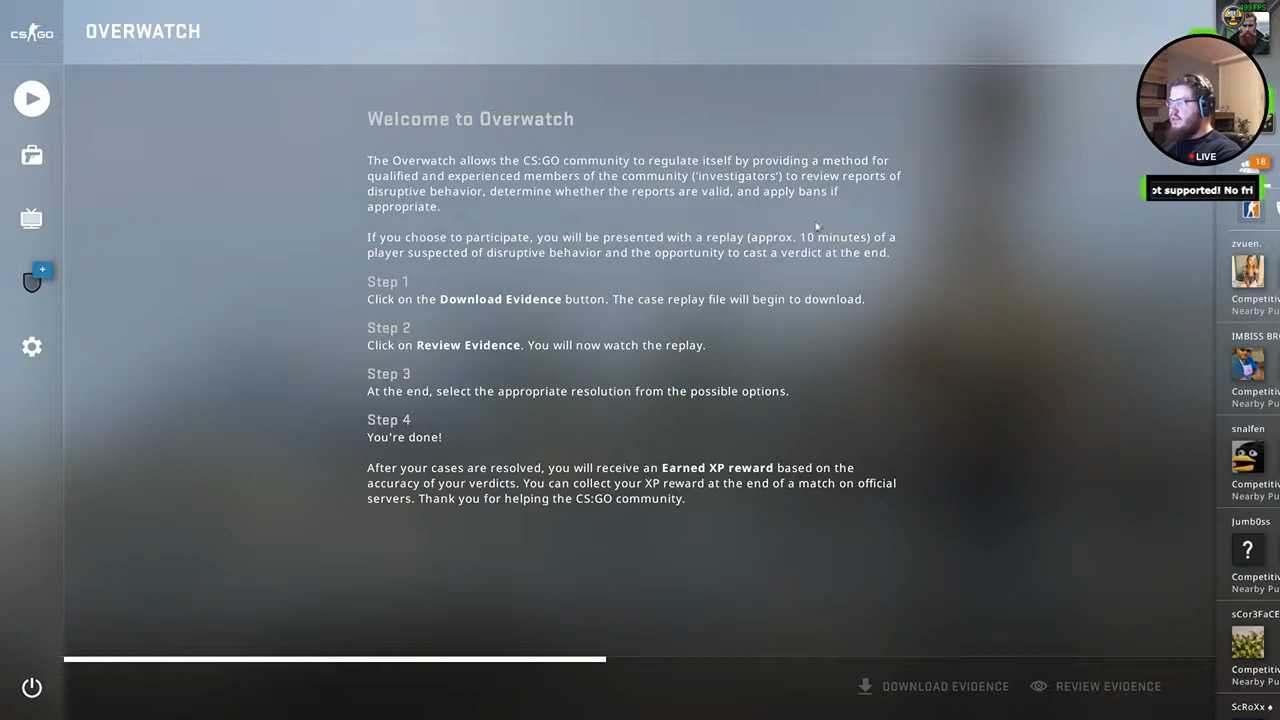 CS:GO
OVERWATCH
499 FPS
LIVE
ot supported! No fri
18
Welcome to Overwatch
The Overwatch allows the CS:GO community to regulate itself by providing a method for
qualified and experienced members of the community ('investigators') to review reports of
disruptive behavior, determine whether the reports are valid, and apply bans if
appropriate.
If you choose to participate, you will be presented with a replay (approx. 10 minutes) of a
player suspected of disruptive behavior and the opportunity to cast a verdict at the end.
Step 1
Click on the Download Evidence button. The case replay file will begin to download.
Step 2
Click on Review Evidence. You will now watch the replay.
Step 3
At the end, select the appropriate resolution from the possible options.
Step 4
You're done!
After your cases are resolved, you will receive an Earned XP reward based on the
accuracy of your verdicts. You can collect your XP reward at the end of a match on official
servers. Thank you for helping the CS:GO community.
DOWNLOAD EVIDENCE
REVIEW EVIDENCE
zvuen.
Competitiv
Nearby Pu
IMBISS BR
Competitiv
Nearby Pu
snalfen
Competitiv
Nearby Pu
Jumb0ss
?
Competitiv
Nearby Pu
sCor3FaCE
Competitiv
Nearby Pu
ScRoXx ♠